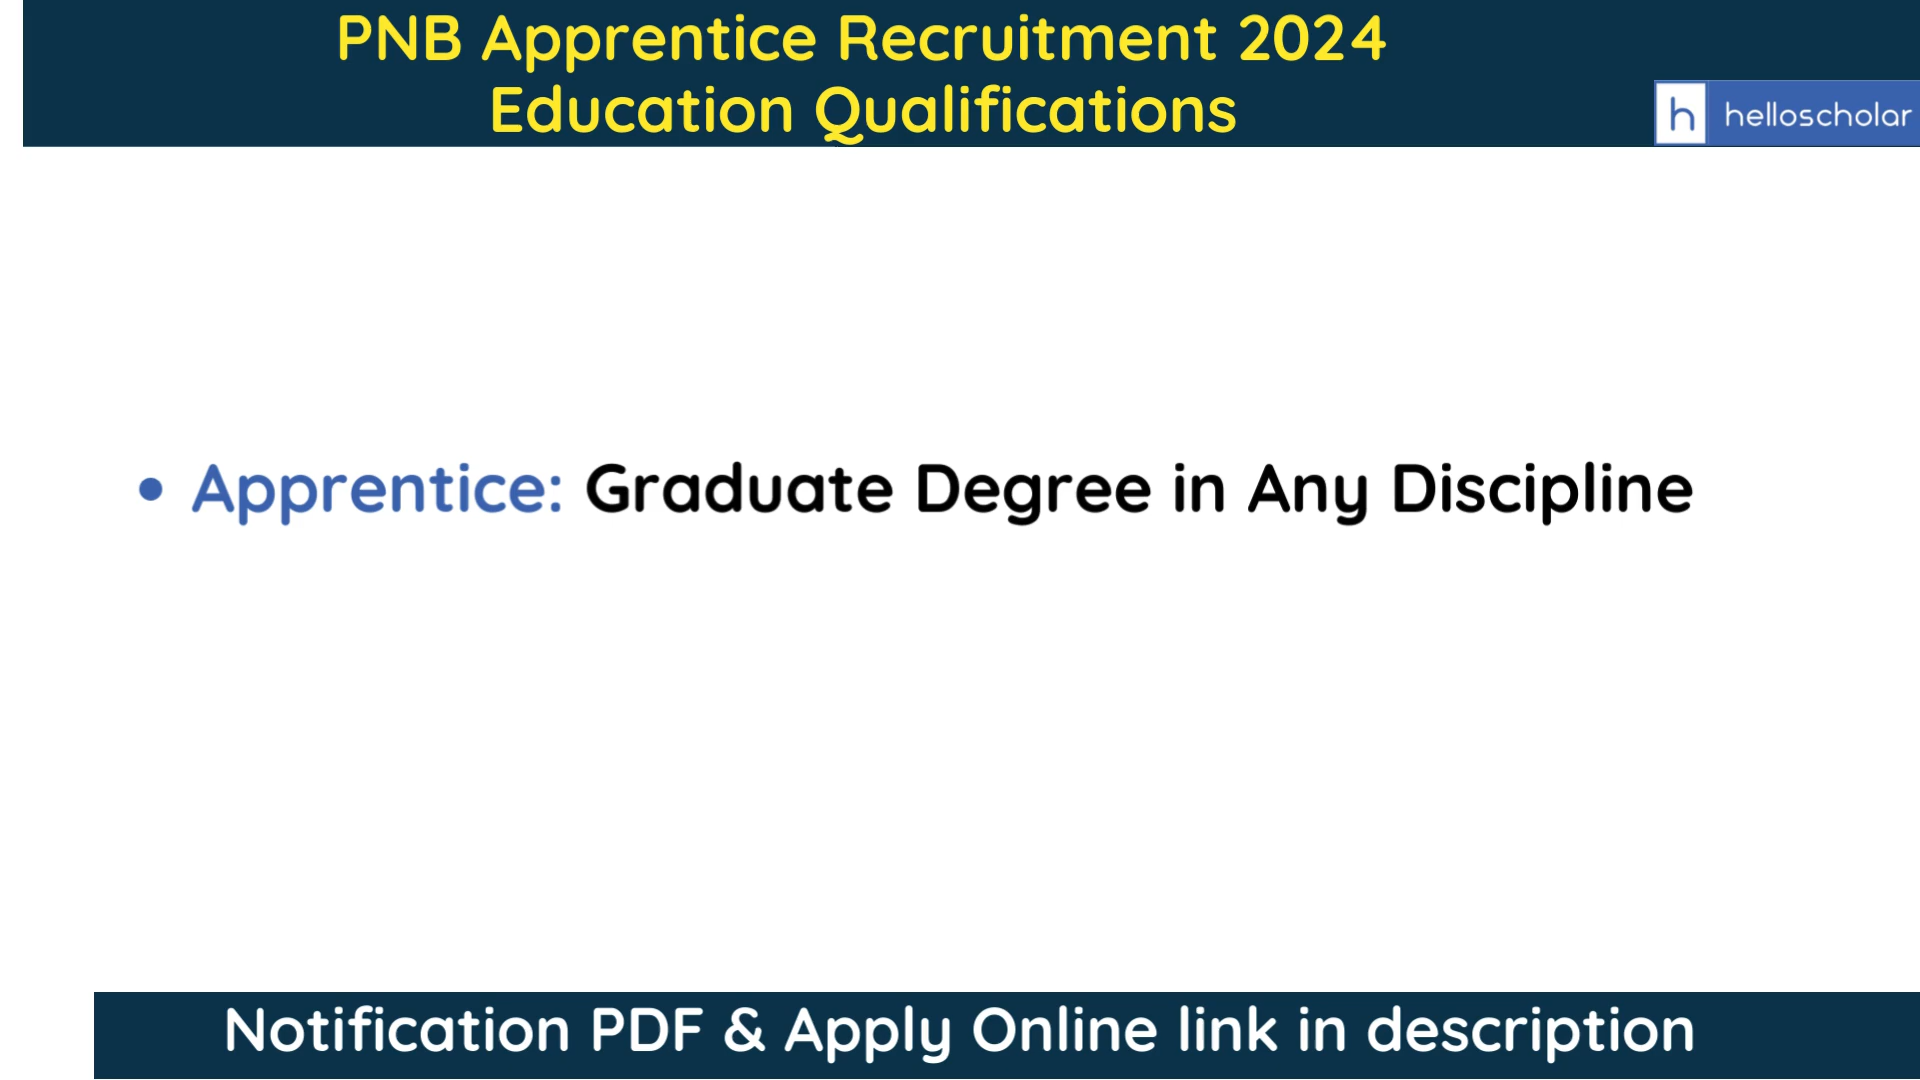 PNB Apprentice Recruitment 2024
Education Qualifications
h helloscholar
• Apprentice: Graduate Degree in Any Discipline
Notification PDF & Apply Online link in description